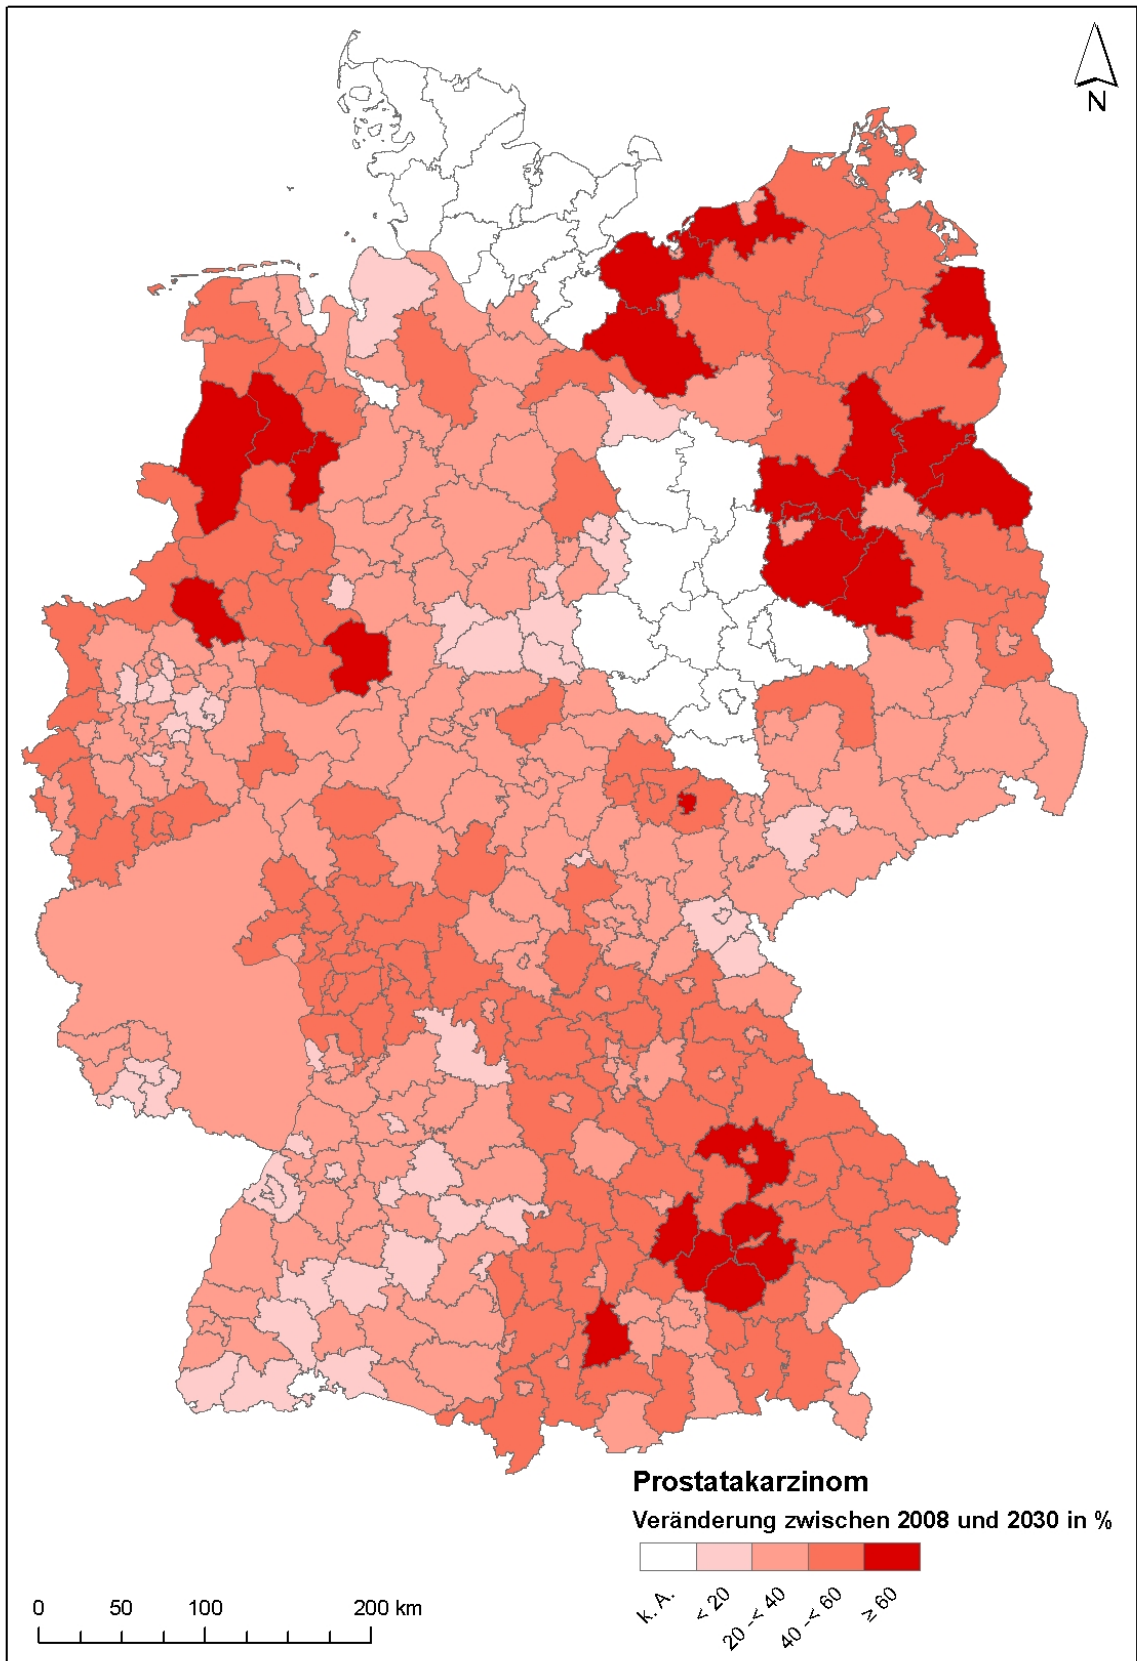 N
Prostatakarzinom
Veränderung zwischen 2008 und 2030 in %
k. A.
< 20
20 -< 40
40 -< 60
≥ 60
0 50 100 200 km